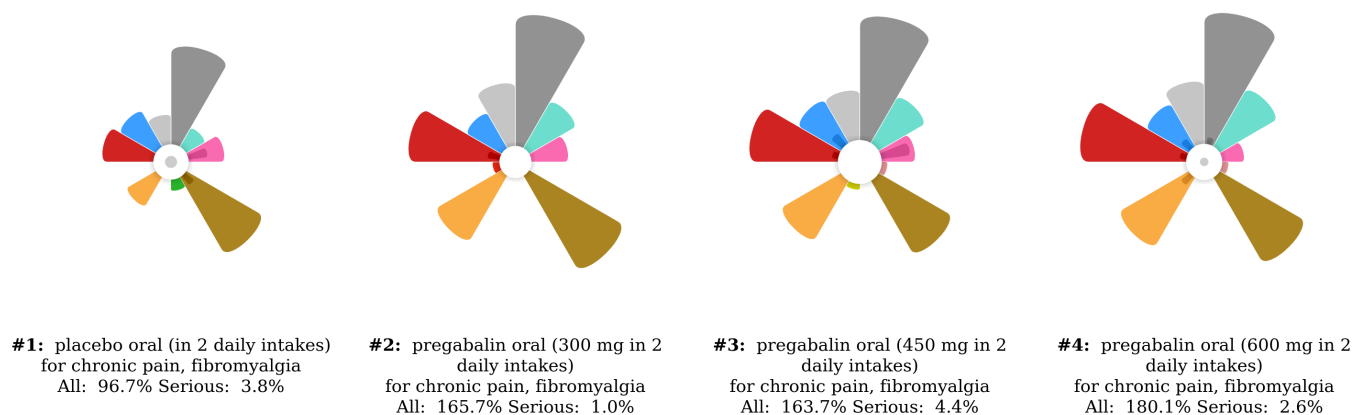 #1: placebo oral (in 2 daily intakes)
for chronic pain, fibromyalgia
All: 96.7% Serious: 3.8%
#2: pregabalin oral (300 mg in 2
daily intakes)
for chronic pain, fibromyalgia
All: 165.7% Serious: 1.0%
#3: pregabalin oral (450 mg in 2
daily intakes)
for chronic pain, fibromyalgia
All: 163.7% Serious: 4.4%
#4: pregabalin oral (600 mg in 2
daily intakes)
for chronic pain, fibromyalgia
All: 180.1% Serious: 2.6%